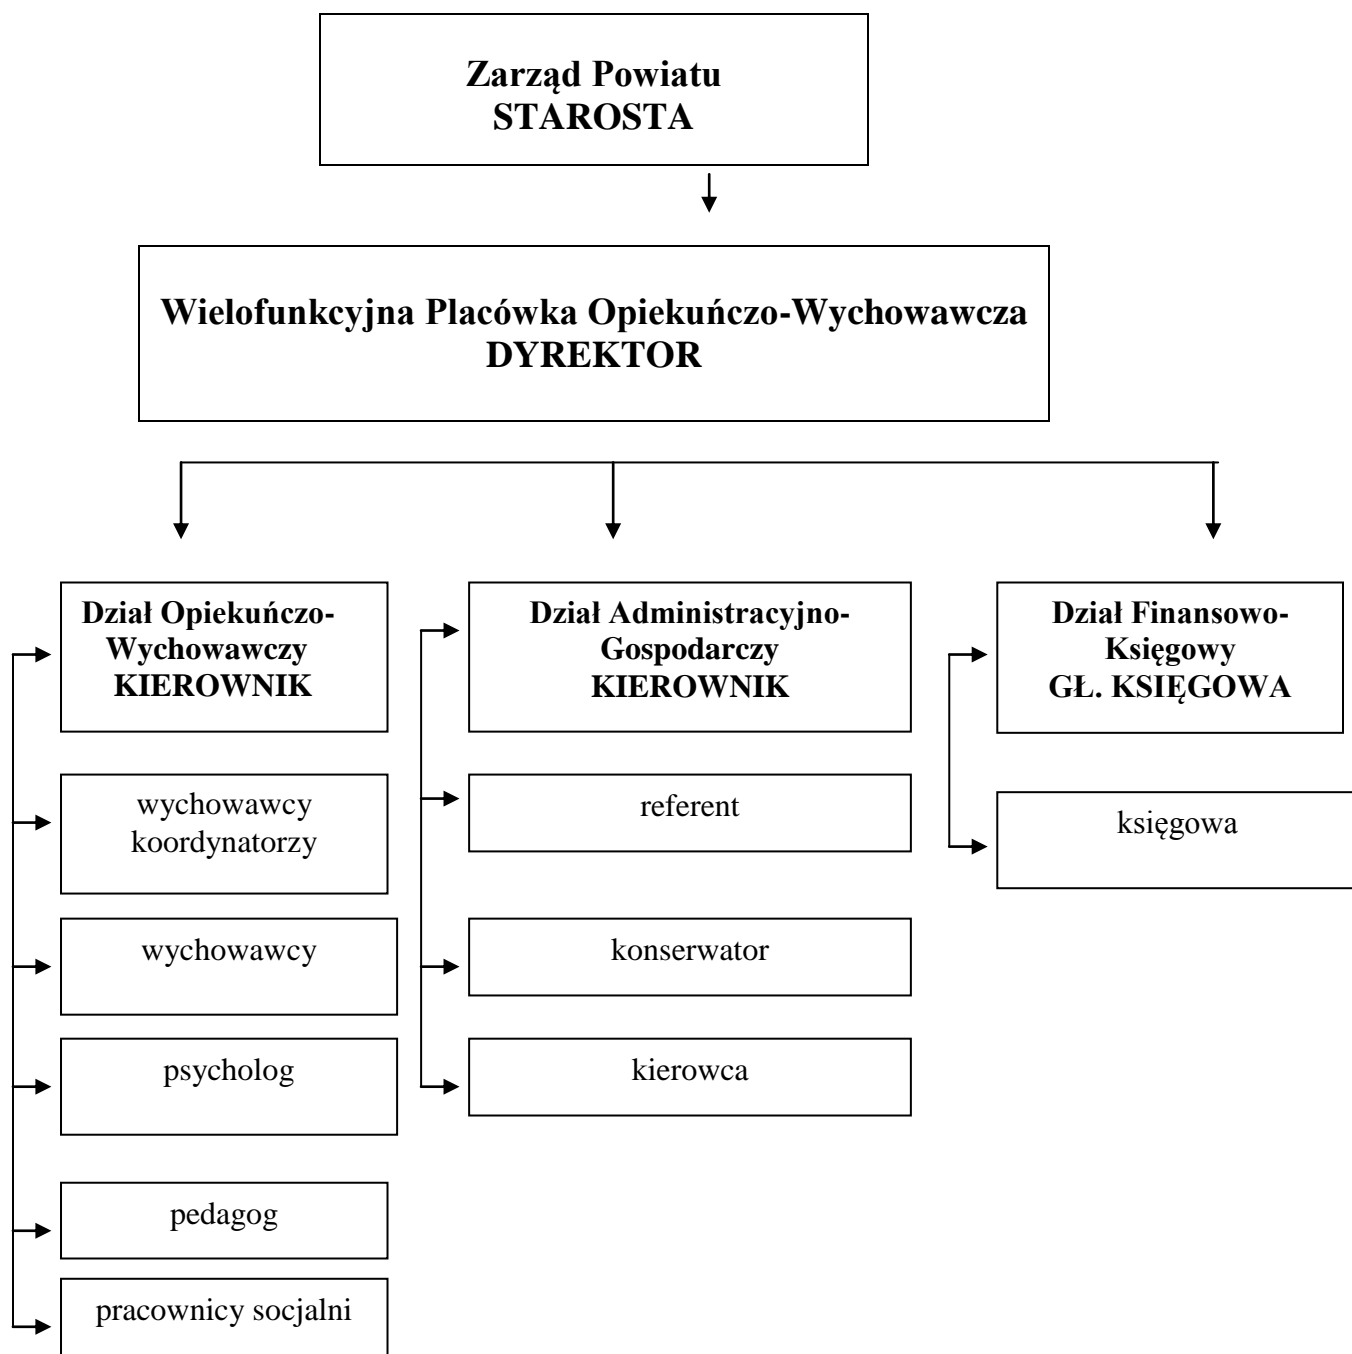 Zarząd Powiatu
STAROSTA
Wielofunkcyjna Placówka Opiekuńczo-Wychowawcza
DYREKTOR
Dział Opiekuńczo-
Wychowawczy
KIEROWNIK
wychowawcy
koordynatorzy
wychowawcy
psycholog
pedagog
pracownicy socjalni
Dział Administracyjno-
Gospodarczy
KIEROWNIK
referent
konserwator
kierowca
Dział Finansowo-
Księgowy
GŁ. KSIĘGOWA
księgowa